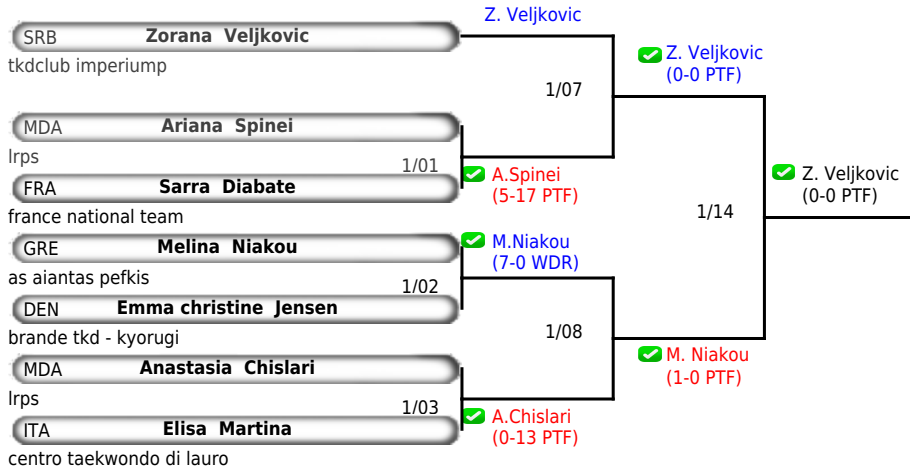 Z. Veljkovic
SRB Zorana Veljkovic
tkdclub imperiump
Z. Veljkovic
(0-0 PTF)
1/07
MDA Ariana Spinei
lrps
1/01
A.Spinei
(5-17 PTF)
FRA Sarra Diabate
france national team
Z. Veljkovic
(0-0 PTF)
1/14
GRE Melina Niakou
as aiantas pefkis
M.Niakou
(7-0 WDR)
1/02
DEN Emma christine Jensen
brande tkd - kyorugi
1/08
MDA Anastasia Chislari
lrps
M. Niakou
(1-0 PTF)
1/03
A.Chislari
(0-13 PTF)
ITA Elisa Martina
centro taekwondo di lauro